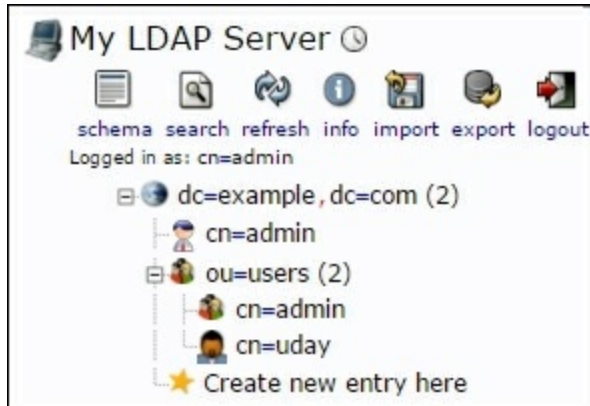 My LDAP Server
schema search refresh info import export logout
Logged in as: cn=admin
dc=example,dc=com (2)
cn=admin
ou=users (2)
cn=admin
cn=uday
Create new entry here